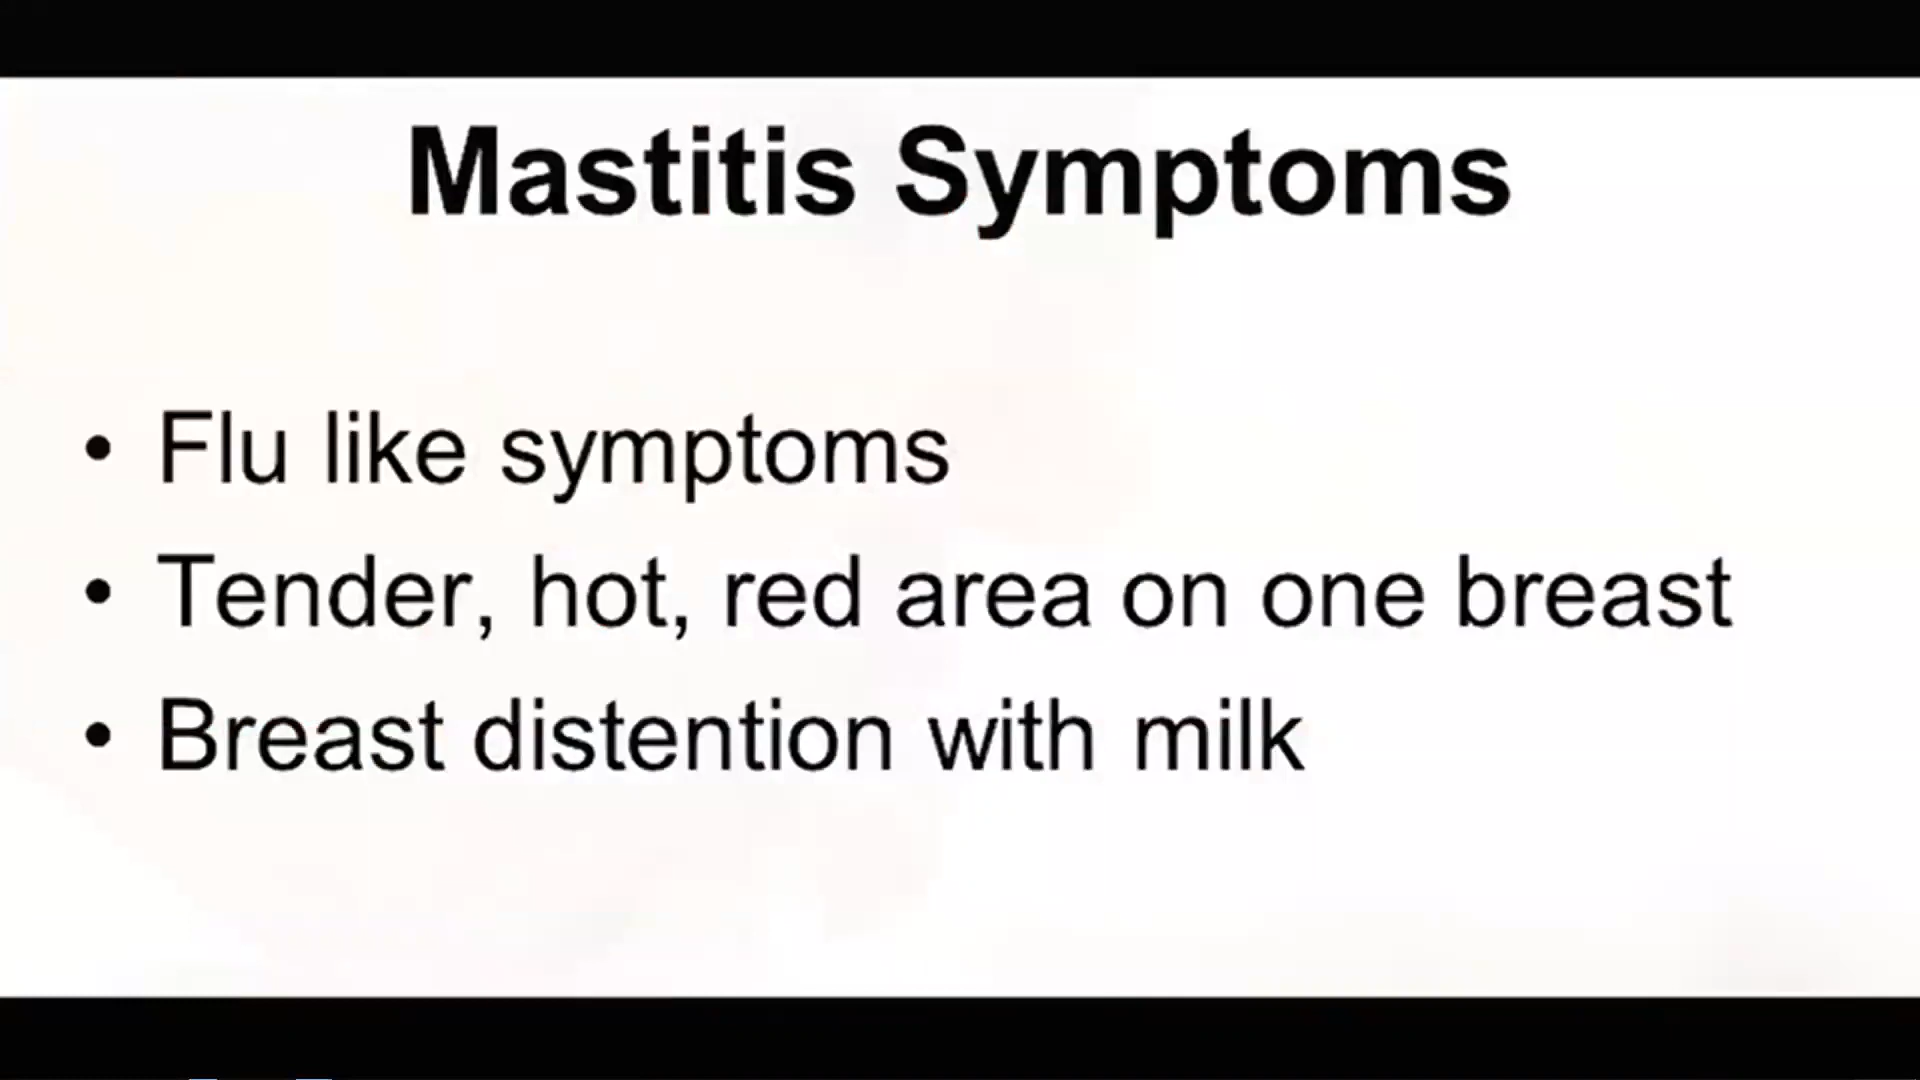 Mastitis Symptoms
• Flu like symptoms
• Tender, hot, red area on one breast
• Breast distention with milk